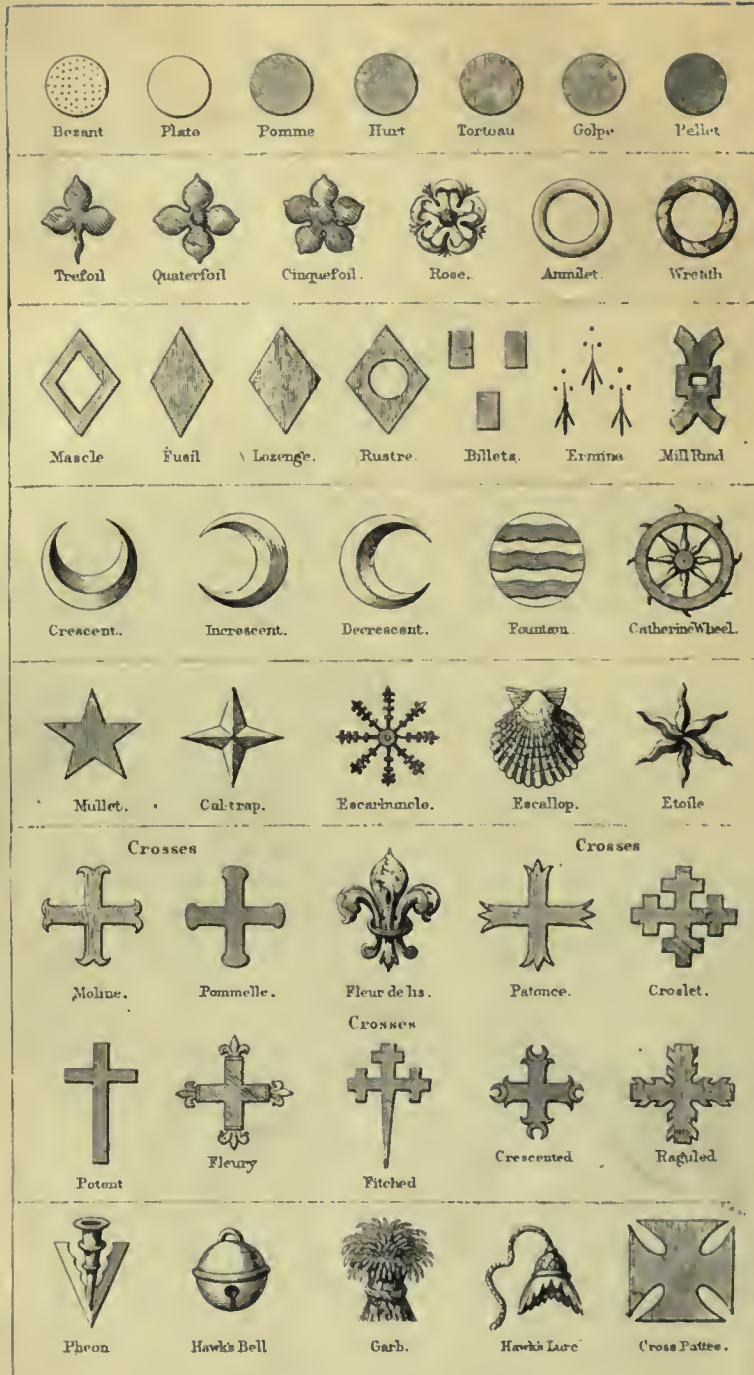 Bezant Plate Pomme Hurt Torteau Golpe Pellet
Trefoil Quaterfoil Cinquefoil. Rose. Annulet. Wreath
Mascle Fusil Lozenge. Rustre. Billets. Ermine Mill Rind
Crescent. Increscent. Decrescent. Fountain. Catherine Wheel.
Mullet. Cal-trap. Escarbuncle. Escallop. Etoile
Crosses Crosses
Moline. Pommelle. Fleur de lis. Patonce. Croslet.
Crosses
Potent Fleury Fitched Crescented Raguled
Pheon Hawk's Bell Garb. Hawk's Lure Cross Pattee.